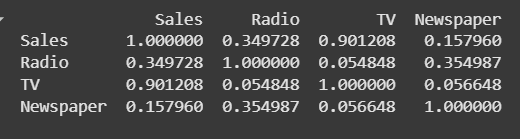 Sales Radio TV Newspaper
Sales 1.000000 0.349728 0.901208 0.157960
Radio 0.349728 1.000000 0.054848 0.354987
TV 0.901208 0.054848 1.000000 0.056648
Newspaper 0.157960 0.354987 0.056648 1.000000